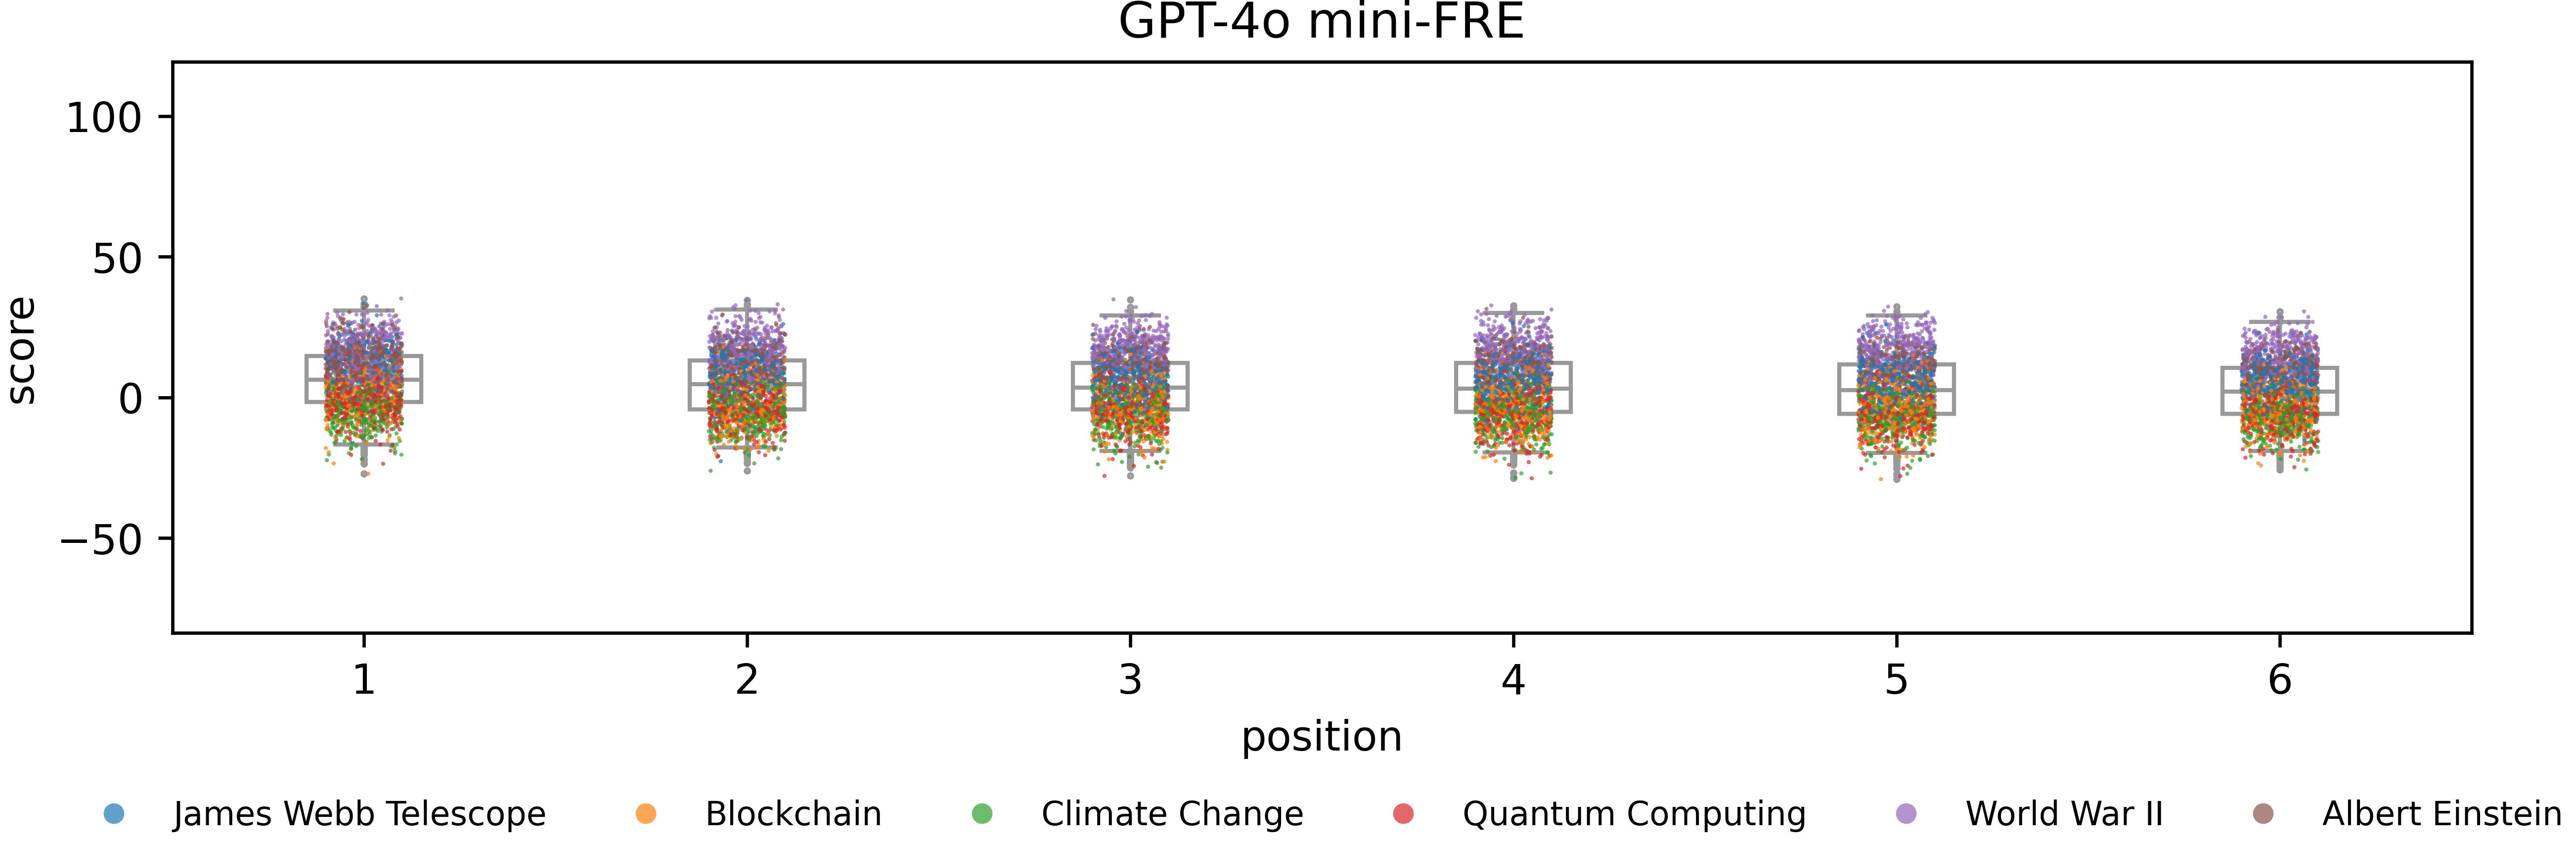 GPT-4o mini-FRE
score
100
50
0
−50
1 2 3 4 5 6
position
James Webb Telescope Blockchain Climate Change Quantum Computing World War II Albert Einstein